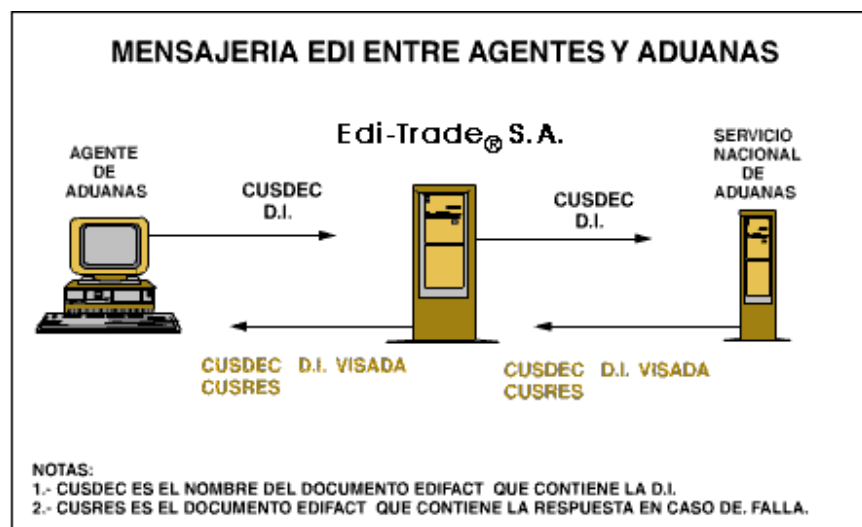 MENSAJERIA EDI ENTRE AGENTES Y ADUANAS
Edi-Trade® S.A.
AGENTE
DE
ADUANAS
SERVICIO
NACIONAL
DE
ADUANAS
CUSDEC
D.I.
CUSDEC
D.I.
CUSDEC D.I. VISADA
CUSRES
CUSDEC D.I. VISADA
CUSRES
NOTAS:
1.- CUSDEC ES EL NOMBRE DEL DOCUMENTO EDIFACT QUE CONTIENE LA D.I.
2.- CUSRES ES EL DOCUMENTO EDIFACT QUE CONTIENE LA RESPUESTA EN CASO DE. FALLA.